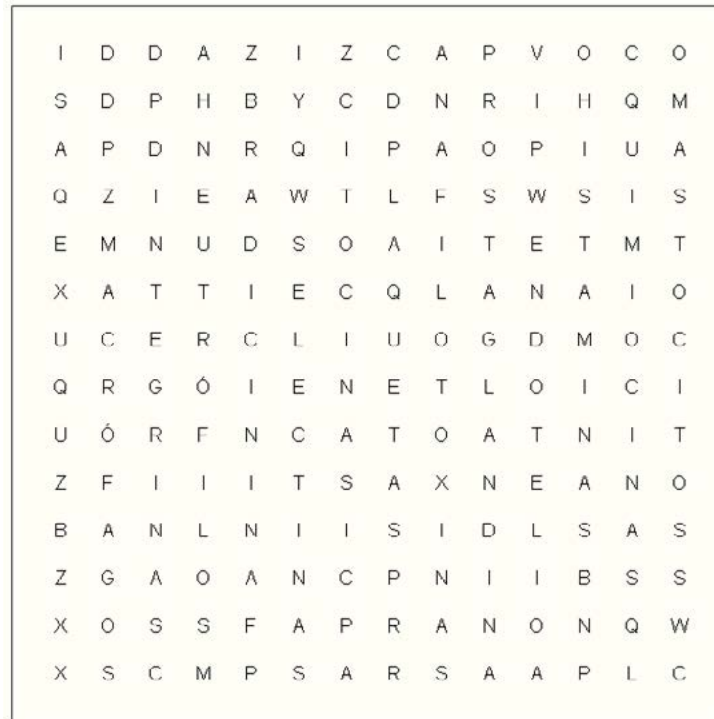 I D D A Z I Z C A P V O C O
S D P H B Y C D N R I H Q M
A P D N R Q I P A O P I U A
Q Z I E A W T L F S W S I S
E M N U D S O A I T E T M T
X A T T I E C Q L A N A I O
U C E R C L I U O G D M O C
Q R G Ó I E N E T L O I C I
U Ó R F N C A T O A T N I T
Z F I I I T S A X N E A N O
B A N L N I I S I D L S A S
Z G A O A N C P N I I B S S
X O S S F A P R A N O N Q W
X S C M P S A R S A A P L C